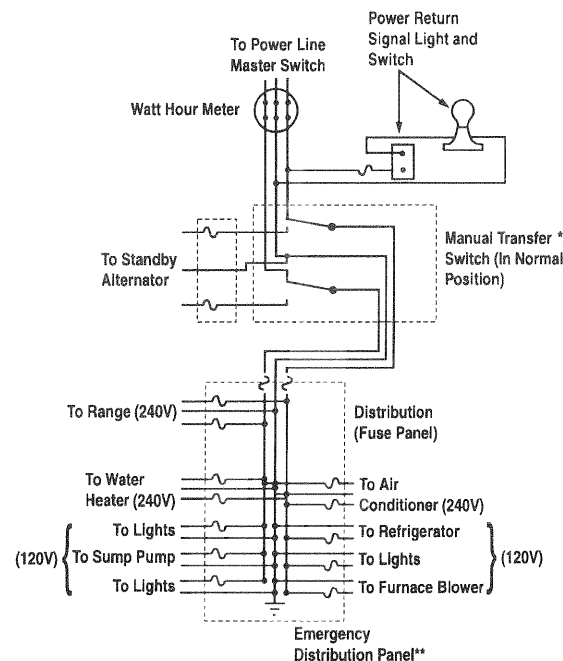 Power Return
Signal Light and
Switch
To Power Line
Master Switch
Watt Hour Meter
To Standby
Alternator
Manual Transfer *
Switch (In Normal
Position)
To Range (240V)
Distribution
(Fuse Panel)
To Water
Heater (240V)
To Air
Conditioner (240V)
To Lights
(120V)
To Sump Pump
To Lights
To Refrigerator
To Lights
(120V)
To Furnace Blower
Emergency
Distribution Panel**